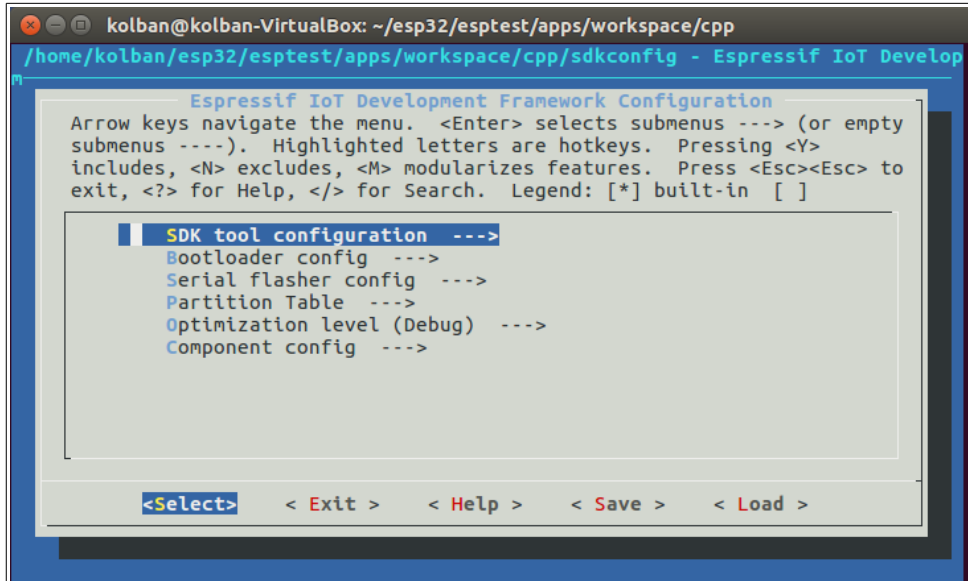 kolban@kolban-VirtualBox: ~/esp32/esptest/apps/workspace/cpp
/home/kolban/esp32/esptest/apps/workspace/cpp/sdkconfig - Espressif IoT Develop
m
Espressif IoT Development Framework Configuration
Arrow keys navigate the menu.  <Enter> selects submenus ---> (or empty
submenus ----).  Highlighted letters are hotkeys.  Pressing <Y>
includes, <N> excludes, <M> modularizes features.  Press <Esc><Esc> to
exit, <?> for Help, </> for Search.  Legend: [*] built-in  [ ]
SDK tool configuration  --->
Bootloader config  --->
Serial flasher config  --->
Partition Table  --->
Optimization level (Debug)  --->
Component config  --->
<Select>    < Exit >    < Help >    < Save >    < Load >